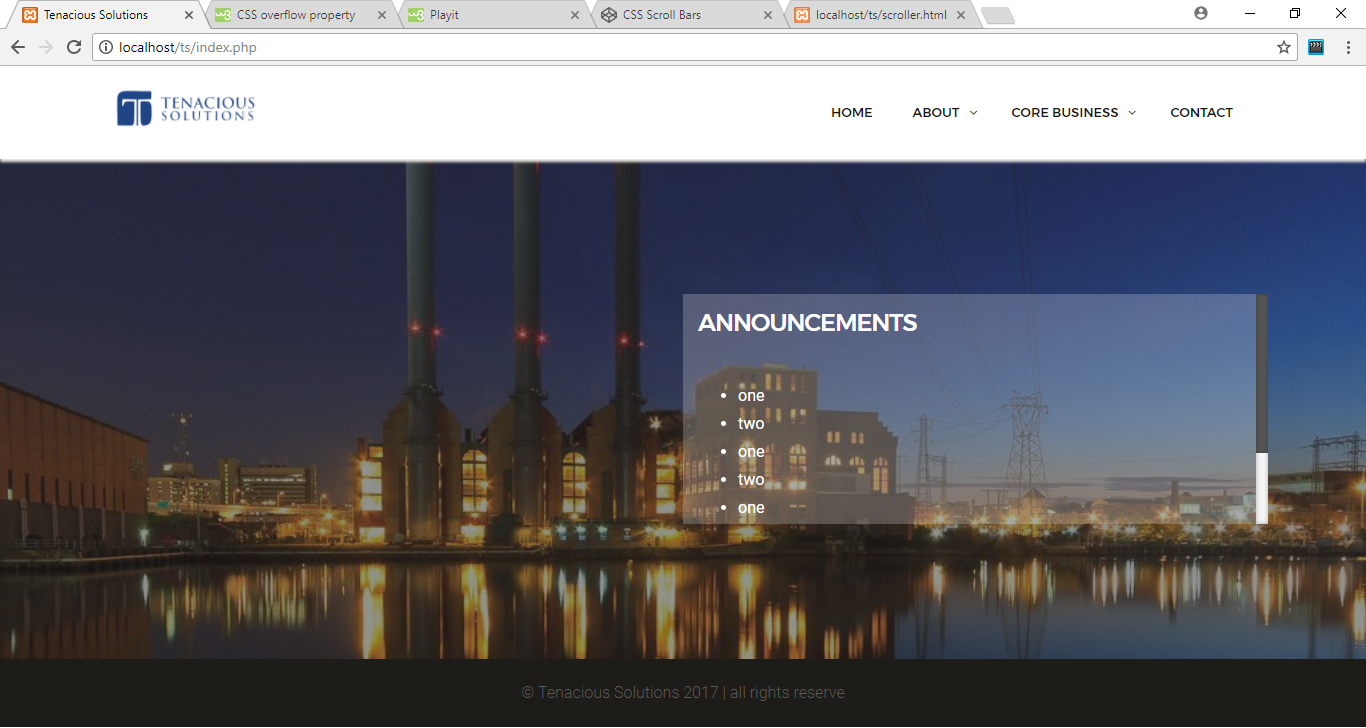 Tenacious Solutions
CSS overflow property
Playit
CSS Scroll Bars
localhost/ts/scroller.html
localhost/ts/index.php
TENACIOUS
SOLUTIONS
HOME
ABOUT
CORE BUSINESS
CONTACT
ANNOUNCEMENTS
• one
• two
• one
• two
• one
© Tenacious Solutions 2017 | all rights reserve